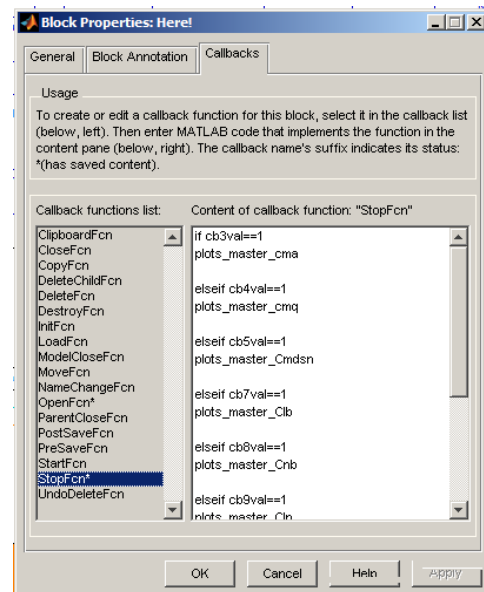 Block Properties: Here!
General Block Annotation Callbacks
Usage
To create or edit a callback function for this block, select it in the callback list
(below, left). Then enter MATLAB code that implements the function in the
content pane (below, right). The callback name's suffix indicates its status:
*(has saved content).
Callback functions list:
ClipboardFcn
CloseFcn
CopyFcn
DeleteChildFcn
DeleteFcn
DestroyFcn
InitFcn
LoadFcn
ModelCloseFcn
MoveFcn
NameChangeFcn
OpenFcn*
ParentCloseFcn
PostSaveFcn
PreSaveFcn
StartFcn
StopFcn*
UndoDeleteFcn
Content of callback function: "StopFcn"
if cb3val==1
plots_master_cma
elseif cb4val==1
plots_master_cmq
elseif cb5val==1
plots_master_Cmdsn
elseif cb7val==1
plots_master_Clb
elseif cb8val==1
plots_master_Cnb
elseif cb9val==1
plots_master_Clp
OK Cancel Help Apply